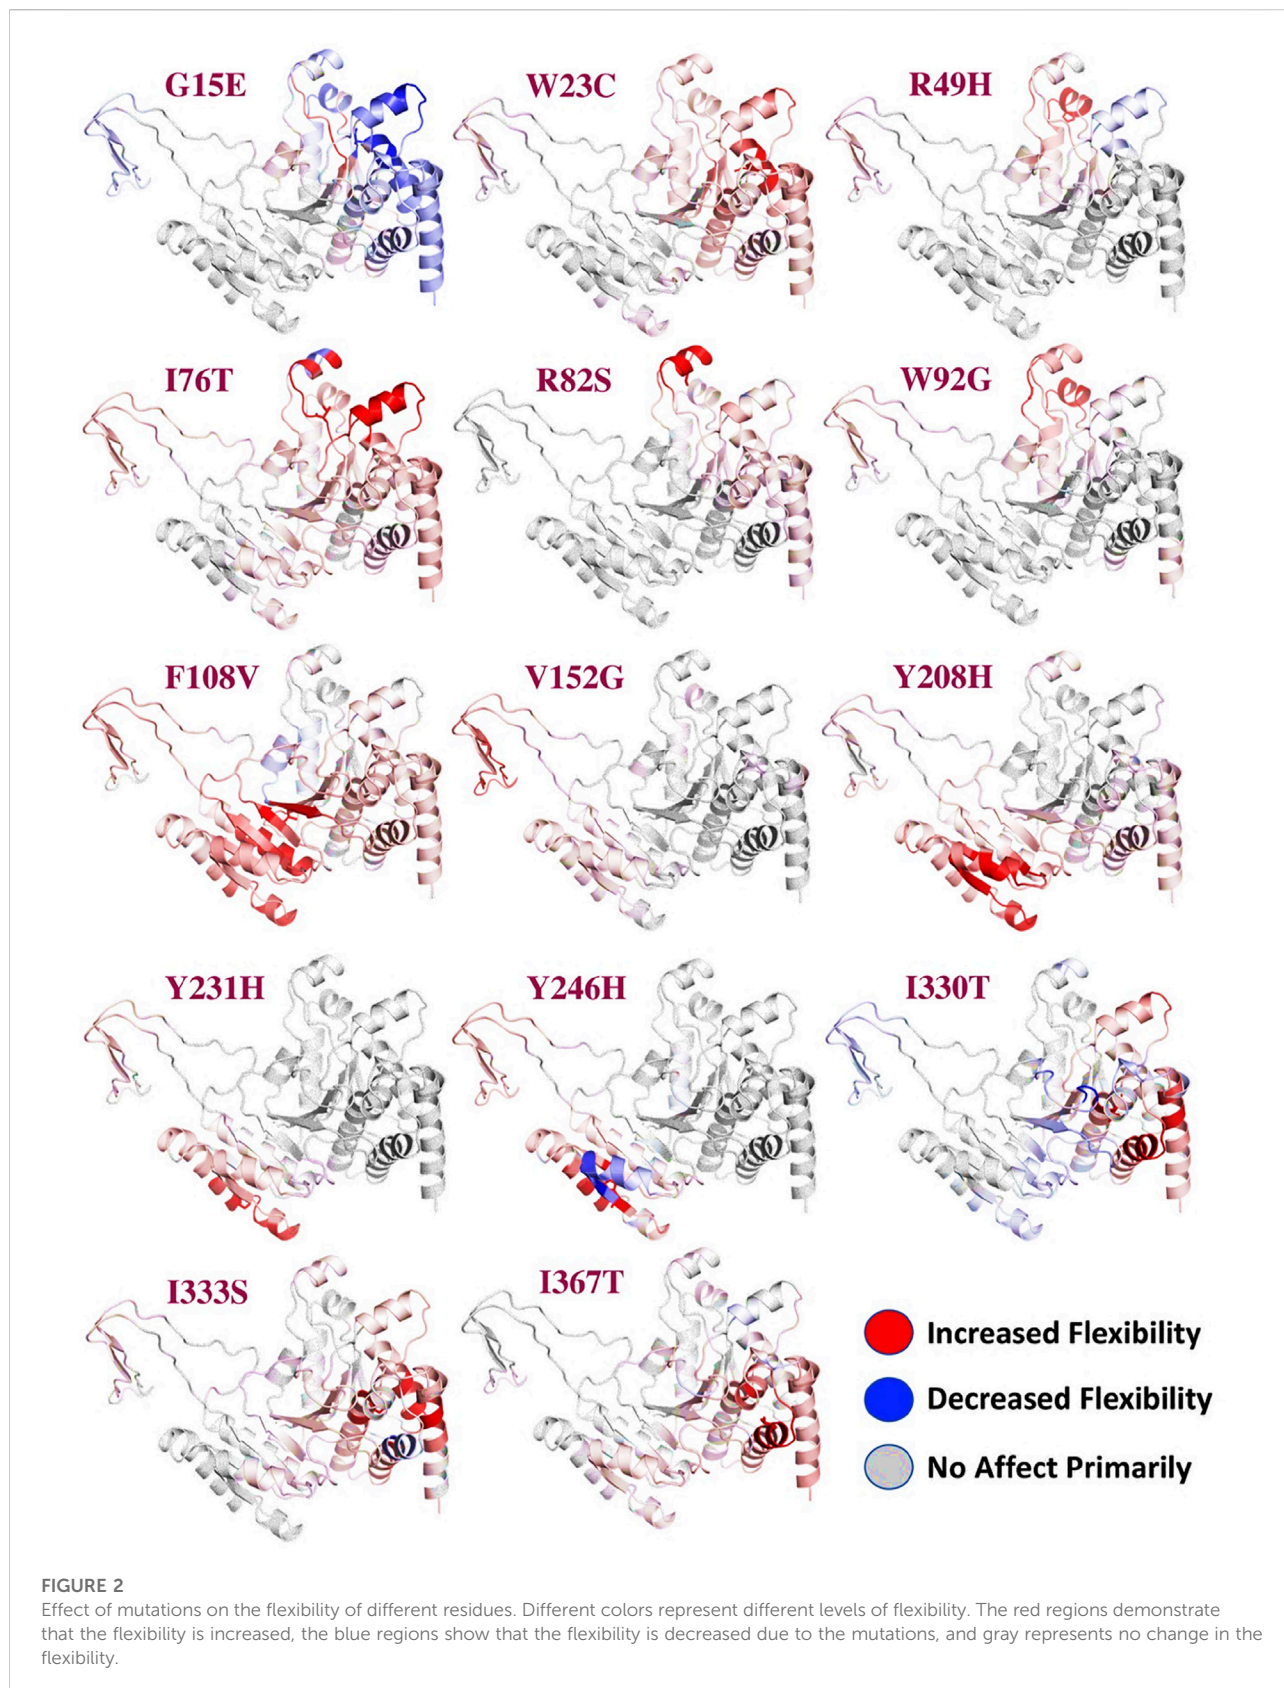 G15E
W23C
R49H
I76T
R82S
W92G
F108V
V152G
Y208H
Y231H
Y246H
I330T
I333S
I367T
Increased Flexibility
Decreased Flexibility
No Affect Primarily
FIGURE 2
Effect of mutations on the flexibility of different residues. Different colors represent different levels of flexibility. The red regions demonstrate
that the flexibility is increased, the blue regions show that the flexibility is decreased due to the mutations, and gray represents no change in the
flexibility.